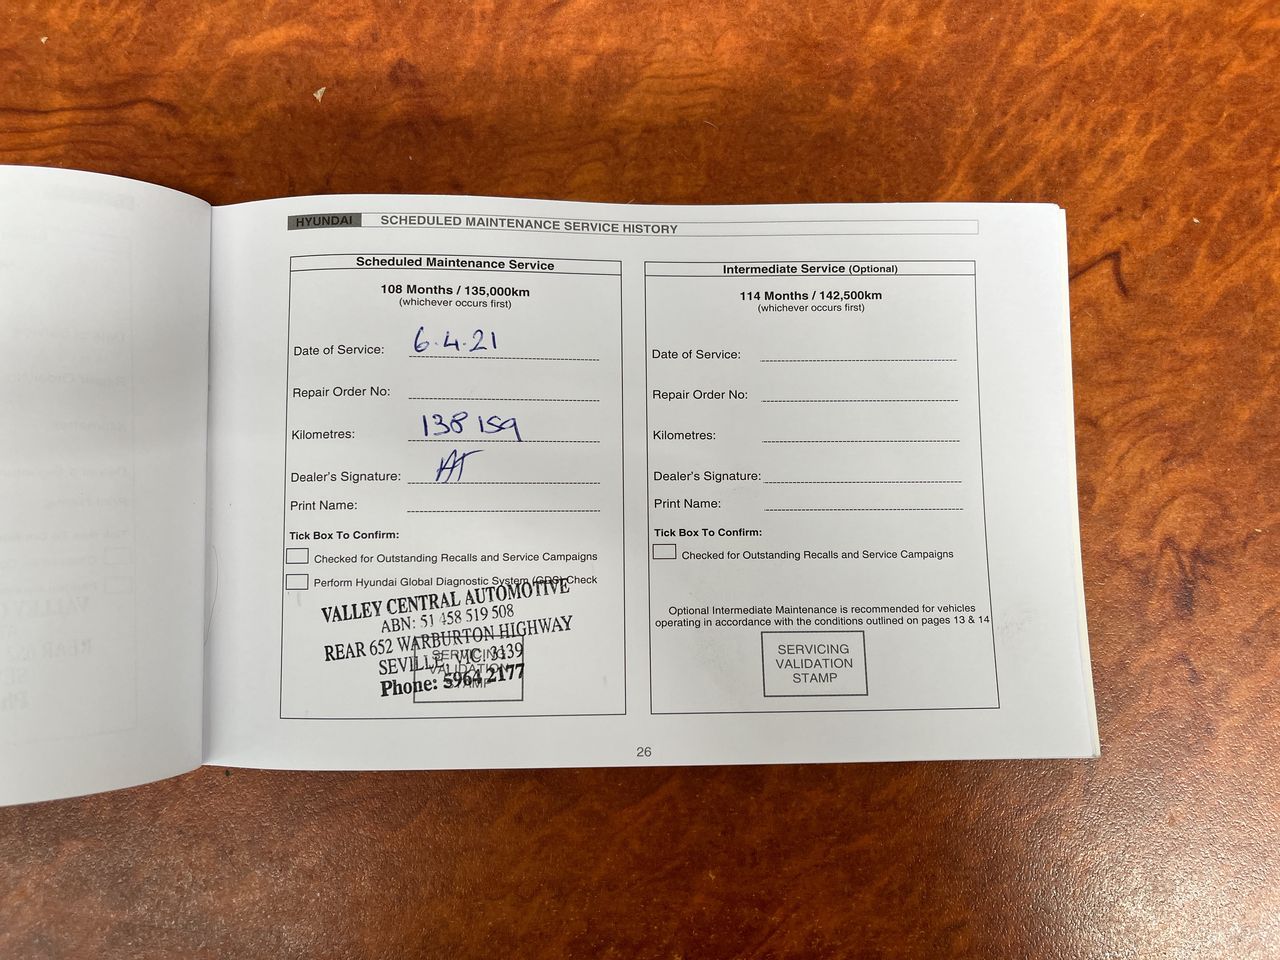 HYUNDAI SCHEDULED MAINTENANCE SERVICE HISTORY
Scheduled Maintenance Service
108 Months / 135,000km
(whichever occurs first)
Date of Service: 6.4.21
Repair Order No:
Kilometres: 138 159
Dealer's Signature: AT
Print Name:
Tick Box To Confirm:
Checked for Outstanding Recalls and Service Campaigns
Perform Hyundai Global Diagnostic System (GDS) Check
VALLEY CENTRAL AUTOMOTIVE
ABN: 51 458 519 508
REAR 652 WARBURTON HIGHWAY
SEVILLE, VIC 3139
Phone: 5964 2177
SERVICING
VALIDATION
STAMP
Intermediate Service (Optional)
114 Months / 142,500km
(whichever occurs first)
Date of Service:
Repair Order No:
Kilometres:
Dealer's Signature:
Print Name:
Tick Box To Confirm:
Checked for Outstanding Recalls and Service Campaigns
Optional Intermediate Maintenance is recommended for vehicles
operating in accordance with the conditions outlined on pages 13 & 14
SERVICING
VALIDATION
STAMP
26